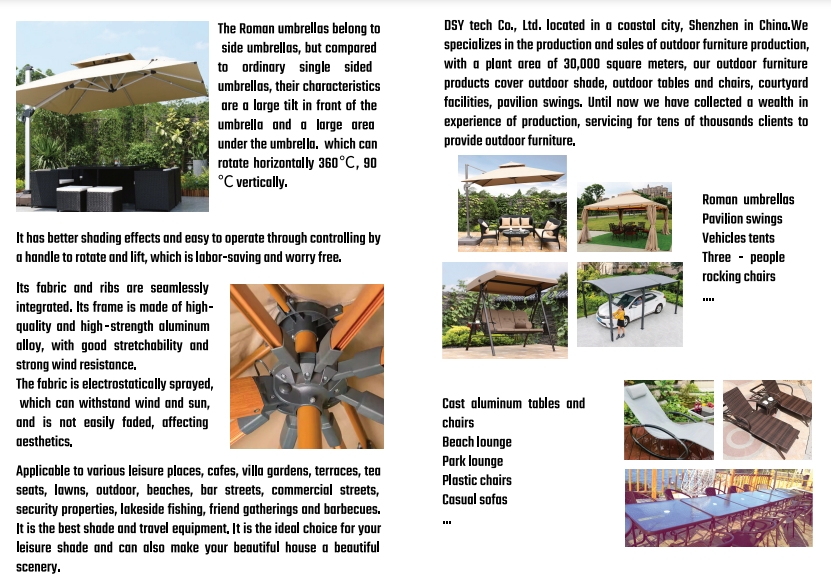 The Roman umbrellas belong to
side umbrellas, but compared
to ordinary single sided
umbrellas, their characteristics
are a large tilt in front of the
umbrella and a large area
under the umbrella. which can
rotate horizontally 360℃, 90
℃ vertically.
It has better shading effects and easy to operate through controlling by
a handle to rotate and lift, which is labor-saving and worry free.
Its fabric and ribs are seamlessly
integrated. Its frame is made of high-
quality and high-strength aluminum
alloy, with good stretchability and
strong wind resistance.
The fabric is electrostatically sprayed,
which can withstand wind and sun,
and is not easily faded, affecting
aesthetics.
Applicable to various leisure places, cafes, villa gardens, terraces, tea
seats, lawns, outdoor, beaches, bar streets, commercial streets,
security properties, lakeside fishing, friend gatherings and barbecues.
It is the best shade and travel equipment. It is the ideal choice for your
leisure shade and can also make your beautiful house a beautiful
scenery.
DSY tech Co., Ltd. located in a coastal city, Shenzhen in China.We
specializes in the production and sales of outdoor furniture production,
with a plant area of 30,000 square meters, our outdoor furniture
products cover outdoor shade, outdoor tables and chairs, courtyard
facilities, pavilion swings. Until now we have collected a wealth in
experience of production, servicing for tens of thousands clients to
provide outdoor furniture.
Roman umbrellas
Pavilion swings
Vehicles tents
Three - people
rocking chairs
....
Cast aluminum tables and
chairs
Beach lounge
Park lounge
Plastic chairs
Casual sofas
...